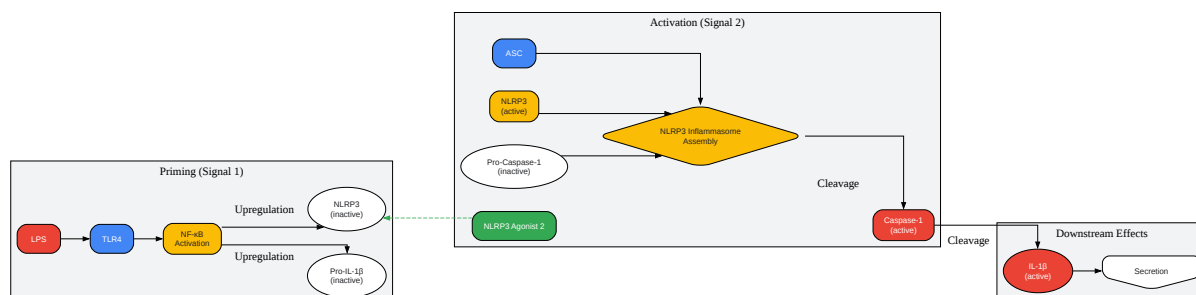 Activation (Signal 2)
ASC
NLRP3
(active)
NLRP3 Inflammasome
Assembly
Pro-Caspase-1
(inactive)
Cleavage
NLRP3 Agonist 2
Caspase-1
(active)
Priming (Signal 1)
LPS
TLR4
NF-κB
Activation
Upregulation
Upregulation
NLRP3
(inactive)
Pro-IL-1β
(inactive)
Cleavage
Downstream Effects
IL-1β
(active)
Secretion